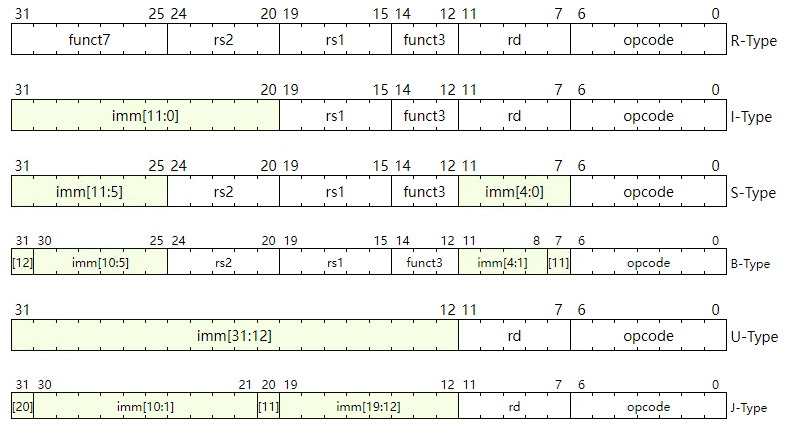 31 25 24 20 19 15 14 12 11 7 6 0
funct7 rs2 rs1 funct3 rd opcode R-Type
31 20 19 15 14 12 11 7 6 0
imm[11:0] rs1 funct3 rd opcode I-Type
31 25 24 20 19 15 14 12 11 7 6 0
imm[11:5] rs2 rs1 funct3 imm[4:0] opcode S-Type
31 30 25 24 20 19 15 14 12 11 8 7 6 0
[12] imm[10:5] rs2 rs1 funct3 imm[4:1] [11] opcode B-Type
31 12 11 7 6 0
imm[31:12] rd opcode U-Type
31 30 21 20 19 12 11 7 6 0
[20] imm[10:1] [11] imm[19:12] rd opcode J-Type